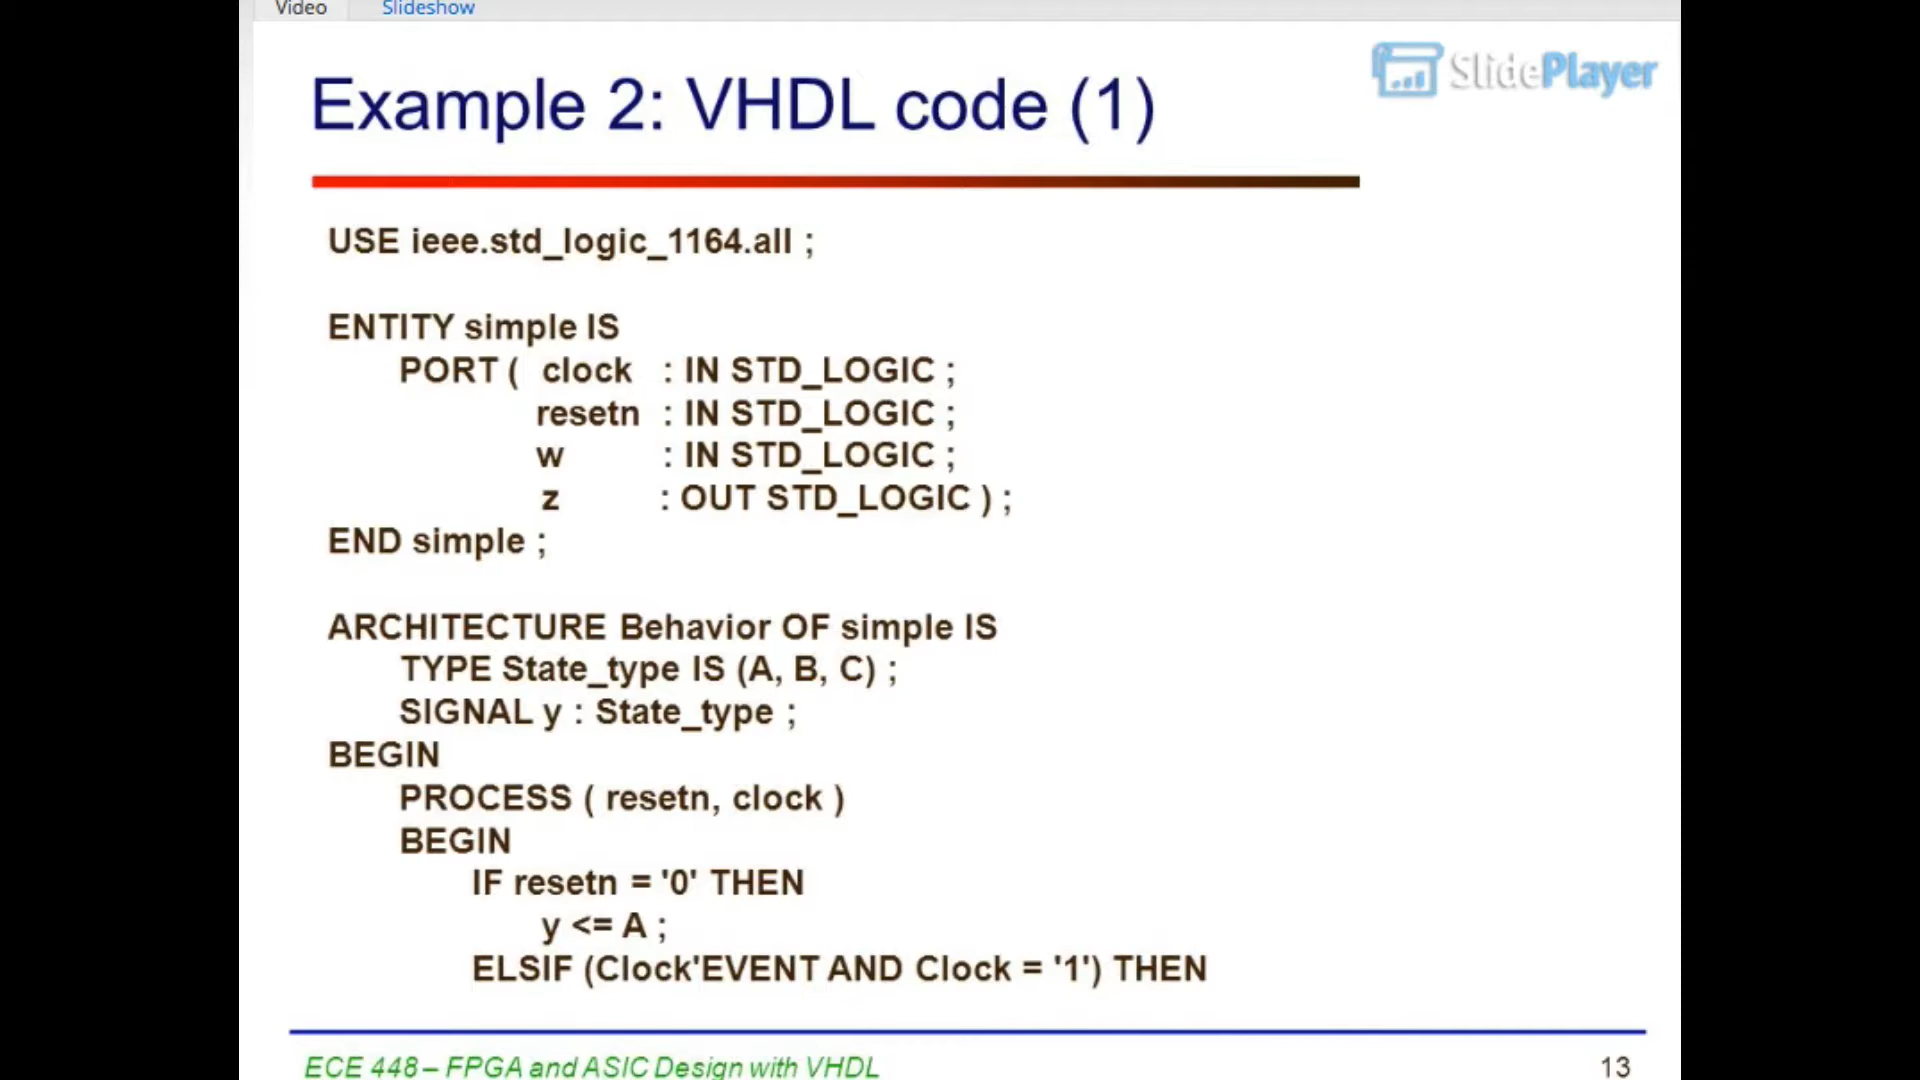 Video Slideshow
SlidePlayer
Example 2: VHDL code (1)
USE ieee.std_logic_1164.all ;
ENTITY simple IS
PORT ( clock : IN STD_LOGIC ;
resetn : IN STD_LOGIC ;
w : IN STD_LOGIC ;
z : OUT STD_LOGIC ) ;
END simple ;
ARCHITECTURE Behavior OF simple IS
TYPE State_type IS (A, B, C) ;
SIGNAL y : State_type ;
BEGIN
PROCESS ( resetn, clock )
BEGIN
IF resetn = '0' THEN
y <= A ;
ELSIF (Clock'EVENT AND Clock = '1') THEN
ECE 448 – FPGA and ASIC Design with VHDL 13